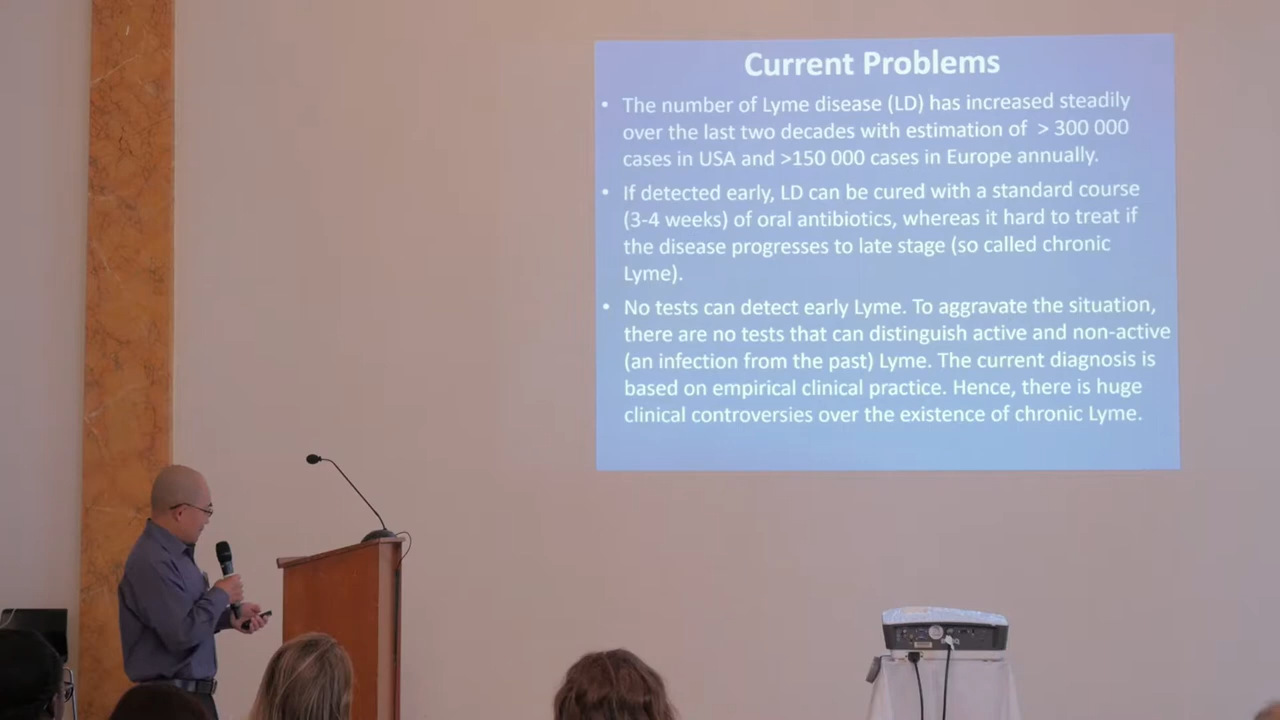 Current Problems
• The number of Lyme disease (LD) has increased steadily
over the last two decades with estimation of > 300 000
cases in USA and >150 000 cases in Europe annually.
• If detected early, LD can be cured with a standard course
(3-4 weeks) of oral antibiotics, whereas it hard to treat if
the disease progresses to late stage (so called chronic
Lyme).
• No tests can detect early Lyme. To aggravate the situation,
there are no tests that can distinguish active and non-active
(an infection from the past) Lyme. The current diagnosis is
based on empirical clinical practice. Hence, there is huge
clinical controversies over the existence of chronic Lyme.